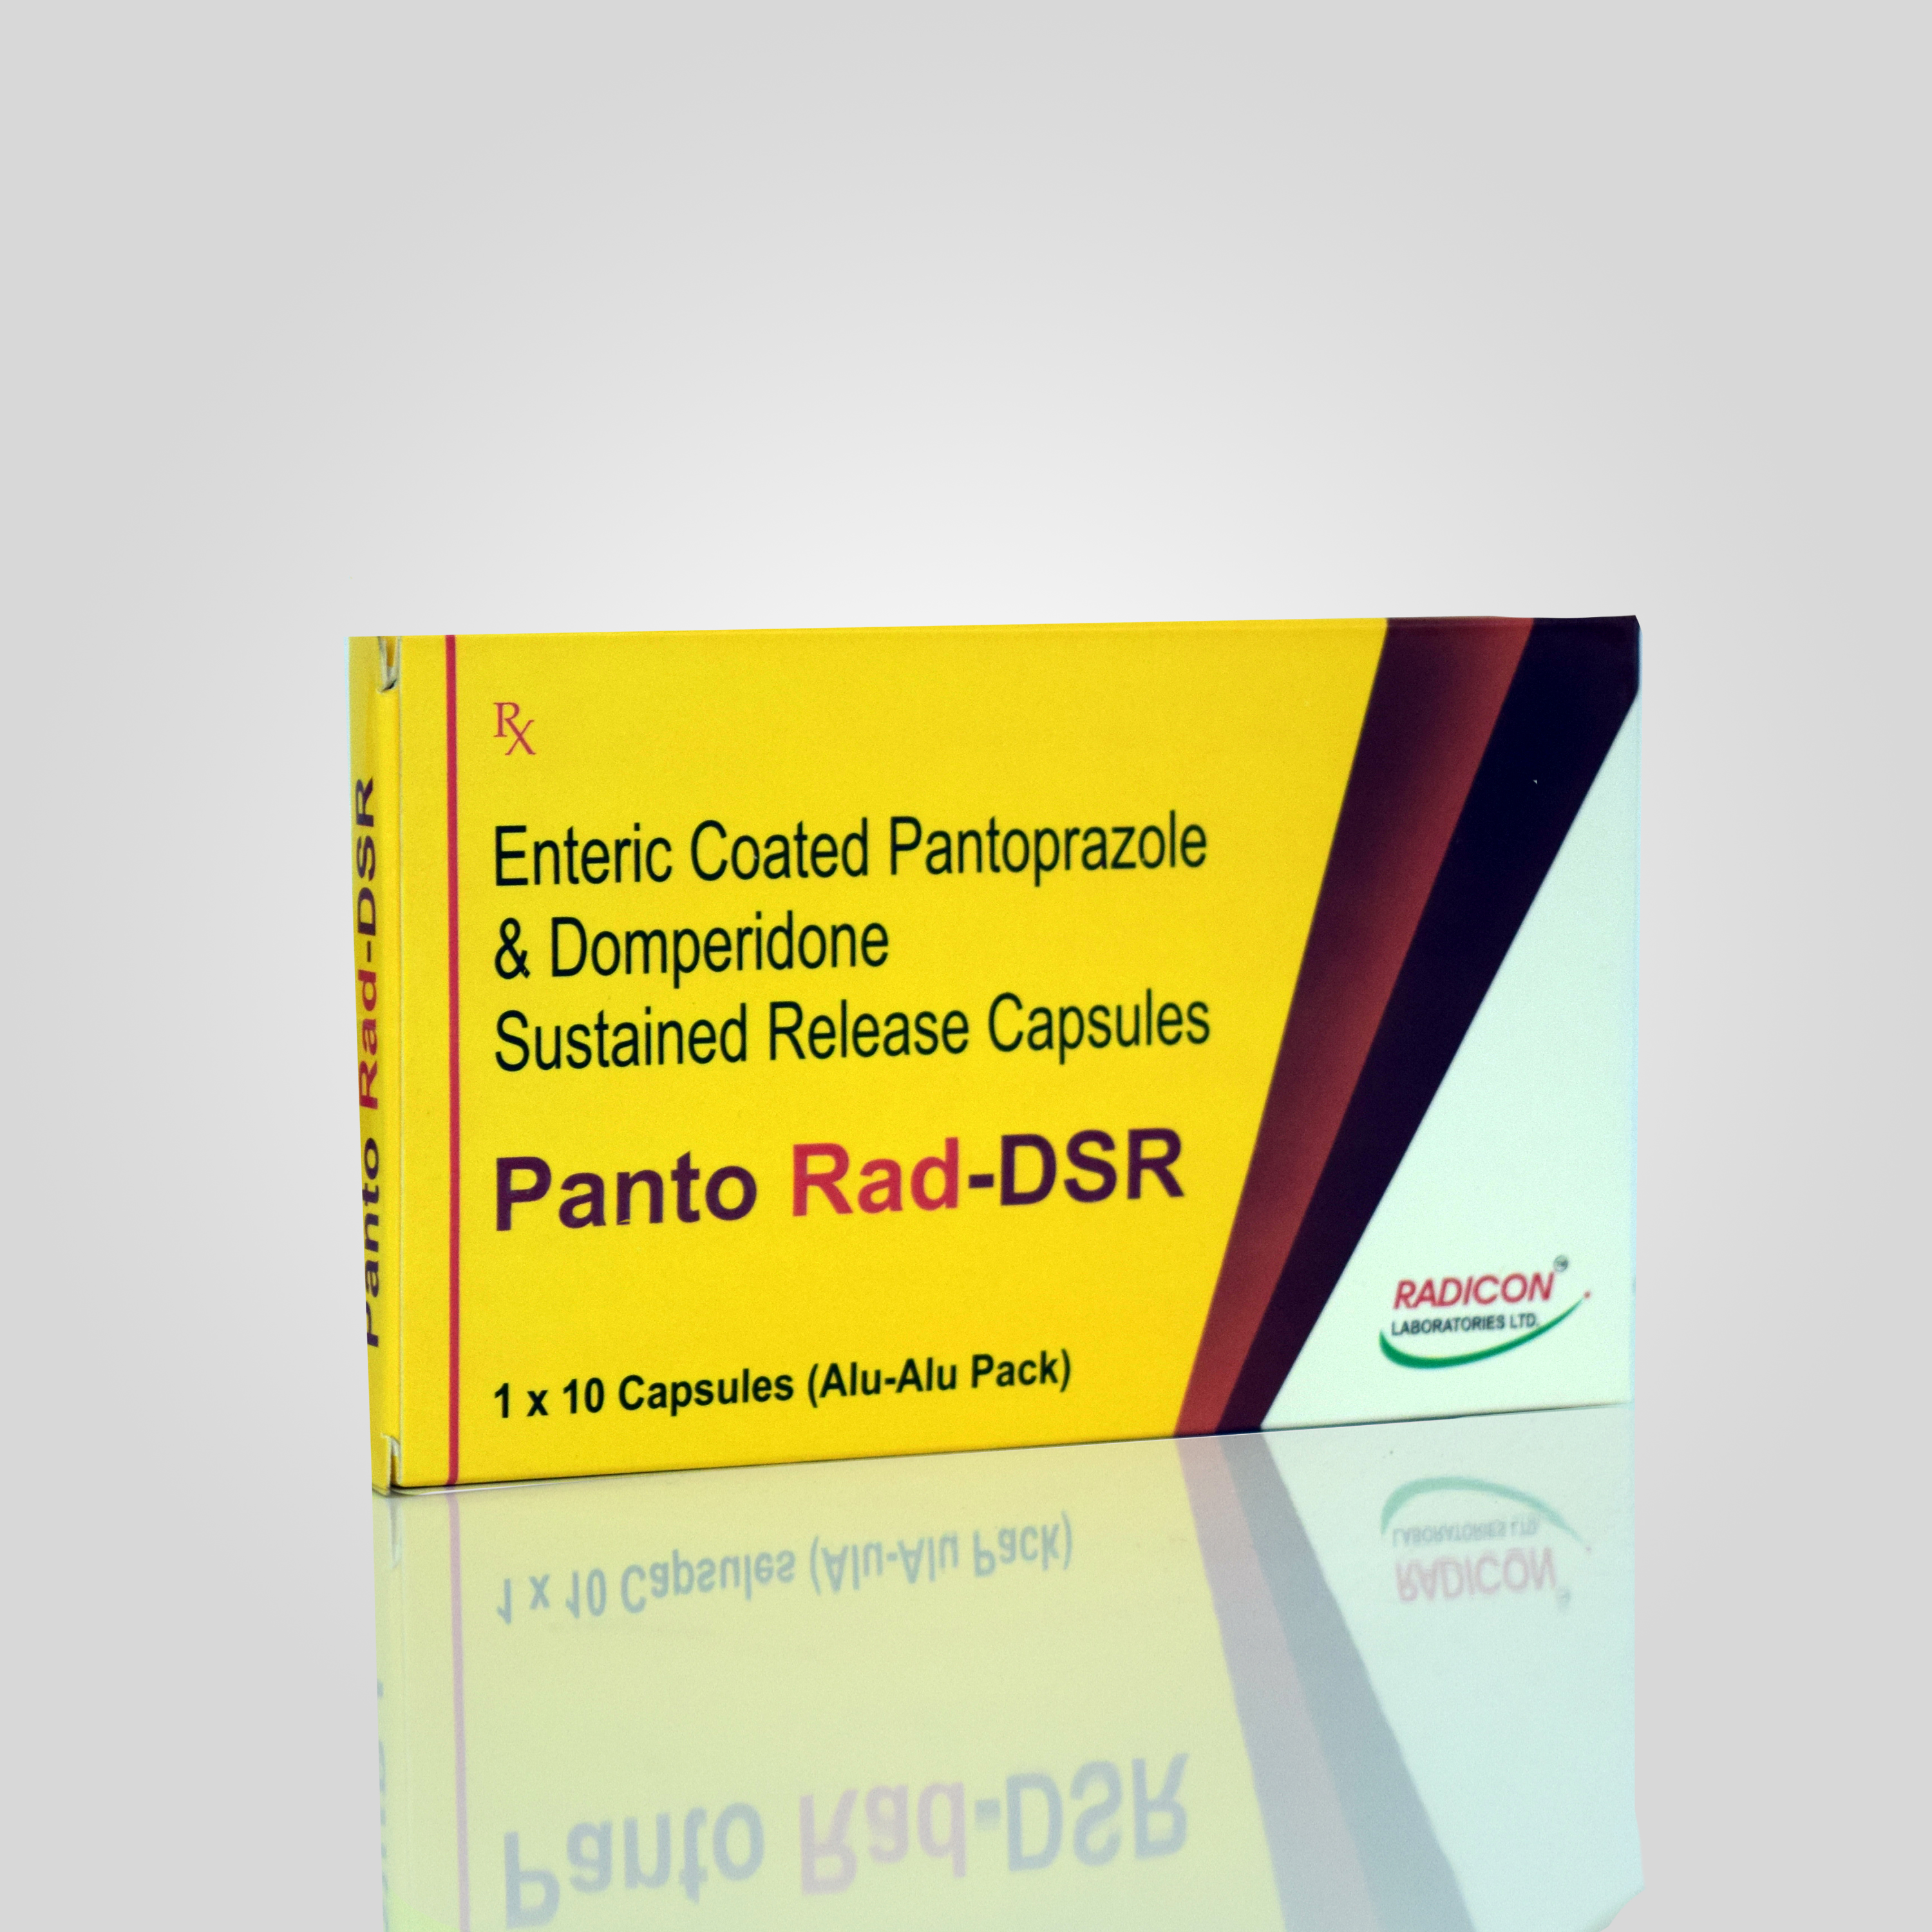 Rx
Enteric Coated Pantoprazole
& Domperidone
Sustained Release Capsules
Panto Rad-DSR
1 x 10 Capsules (Alu-Alu Pack)
RADICON
LABORATORIES LTD.
Panto Rad-DSR